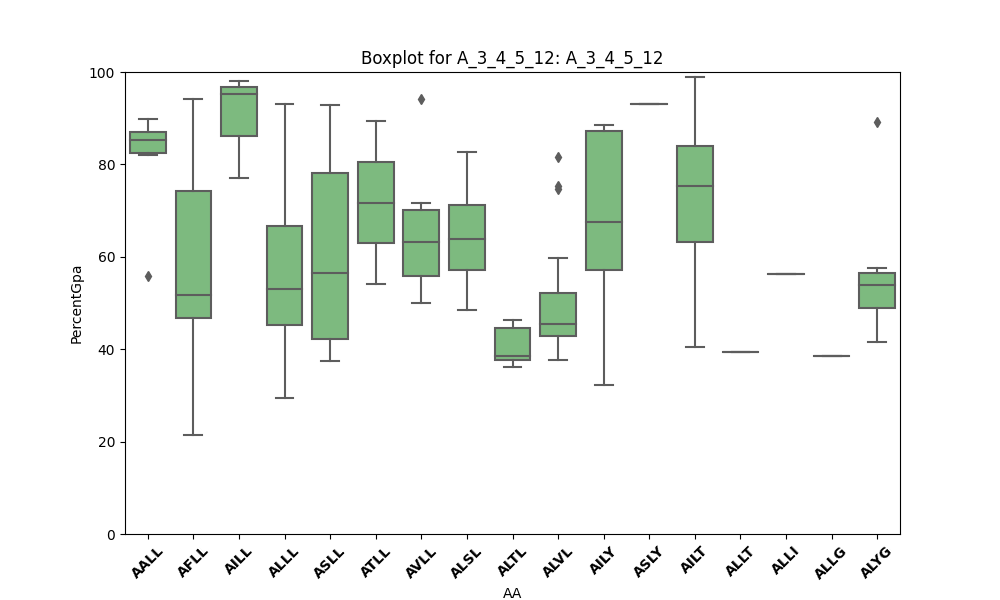 Boxplot for A_3_4_5_12: A_3_4_5_12
PercentGpa
100
80
60
40
20
0
AALL AFLL AILL ALLL ASLL ATLL AVLL ALSL ALTL ALVL AILY ASLY AILT ALLT ALLI ALLG ALYG
AA